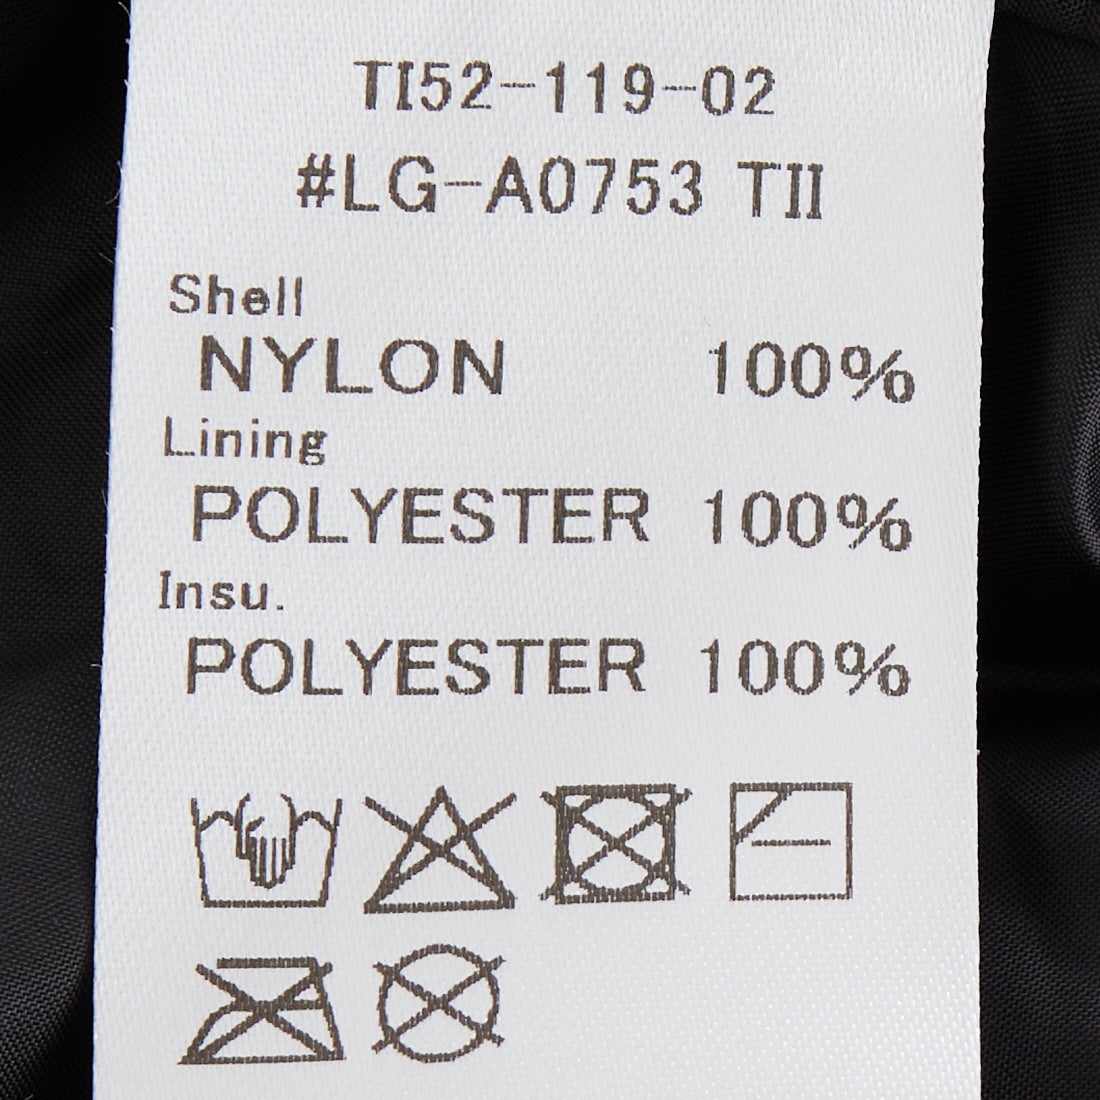 TI52-119-02
#LG-A0753 TII
Shell
NYLON 100%
Lining
POLYESTER 100%
Insu.
POLYESTER 100%